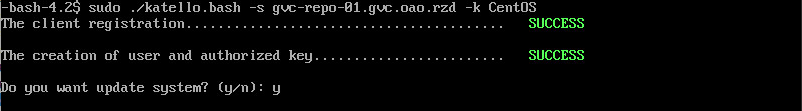 -bash-4.2$ sudo ./katello.bash -s gvc-repo-01.gvc.oao.rzd -k CentOS
The client registration........................................ SUCCESS
The creation of user and authorized key........................ SUCCESS
Do you want update system? (y/n): y